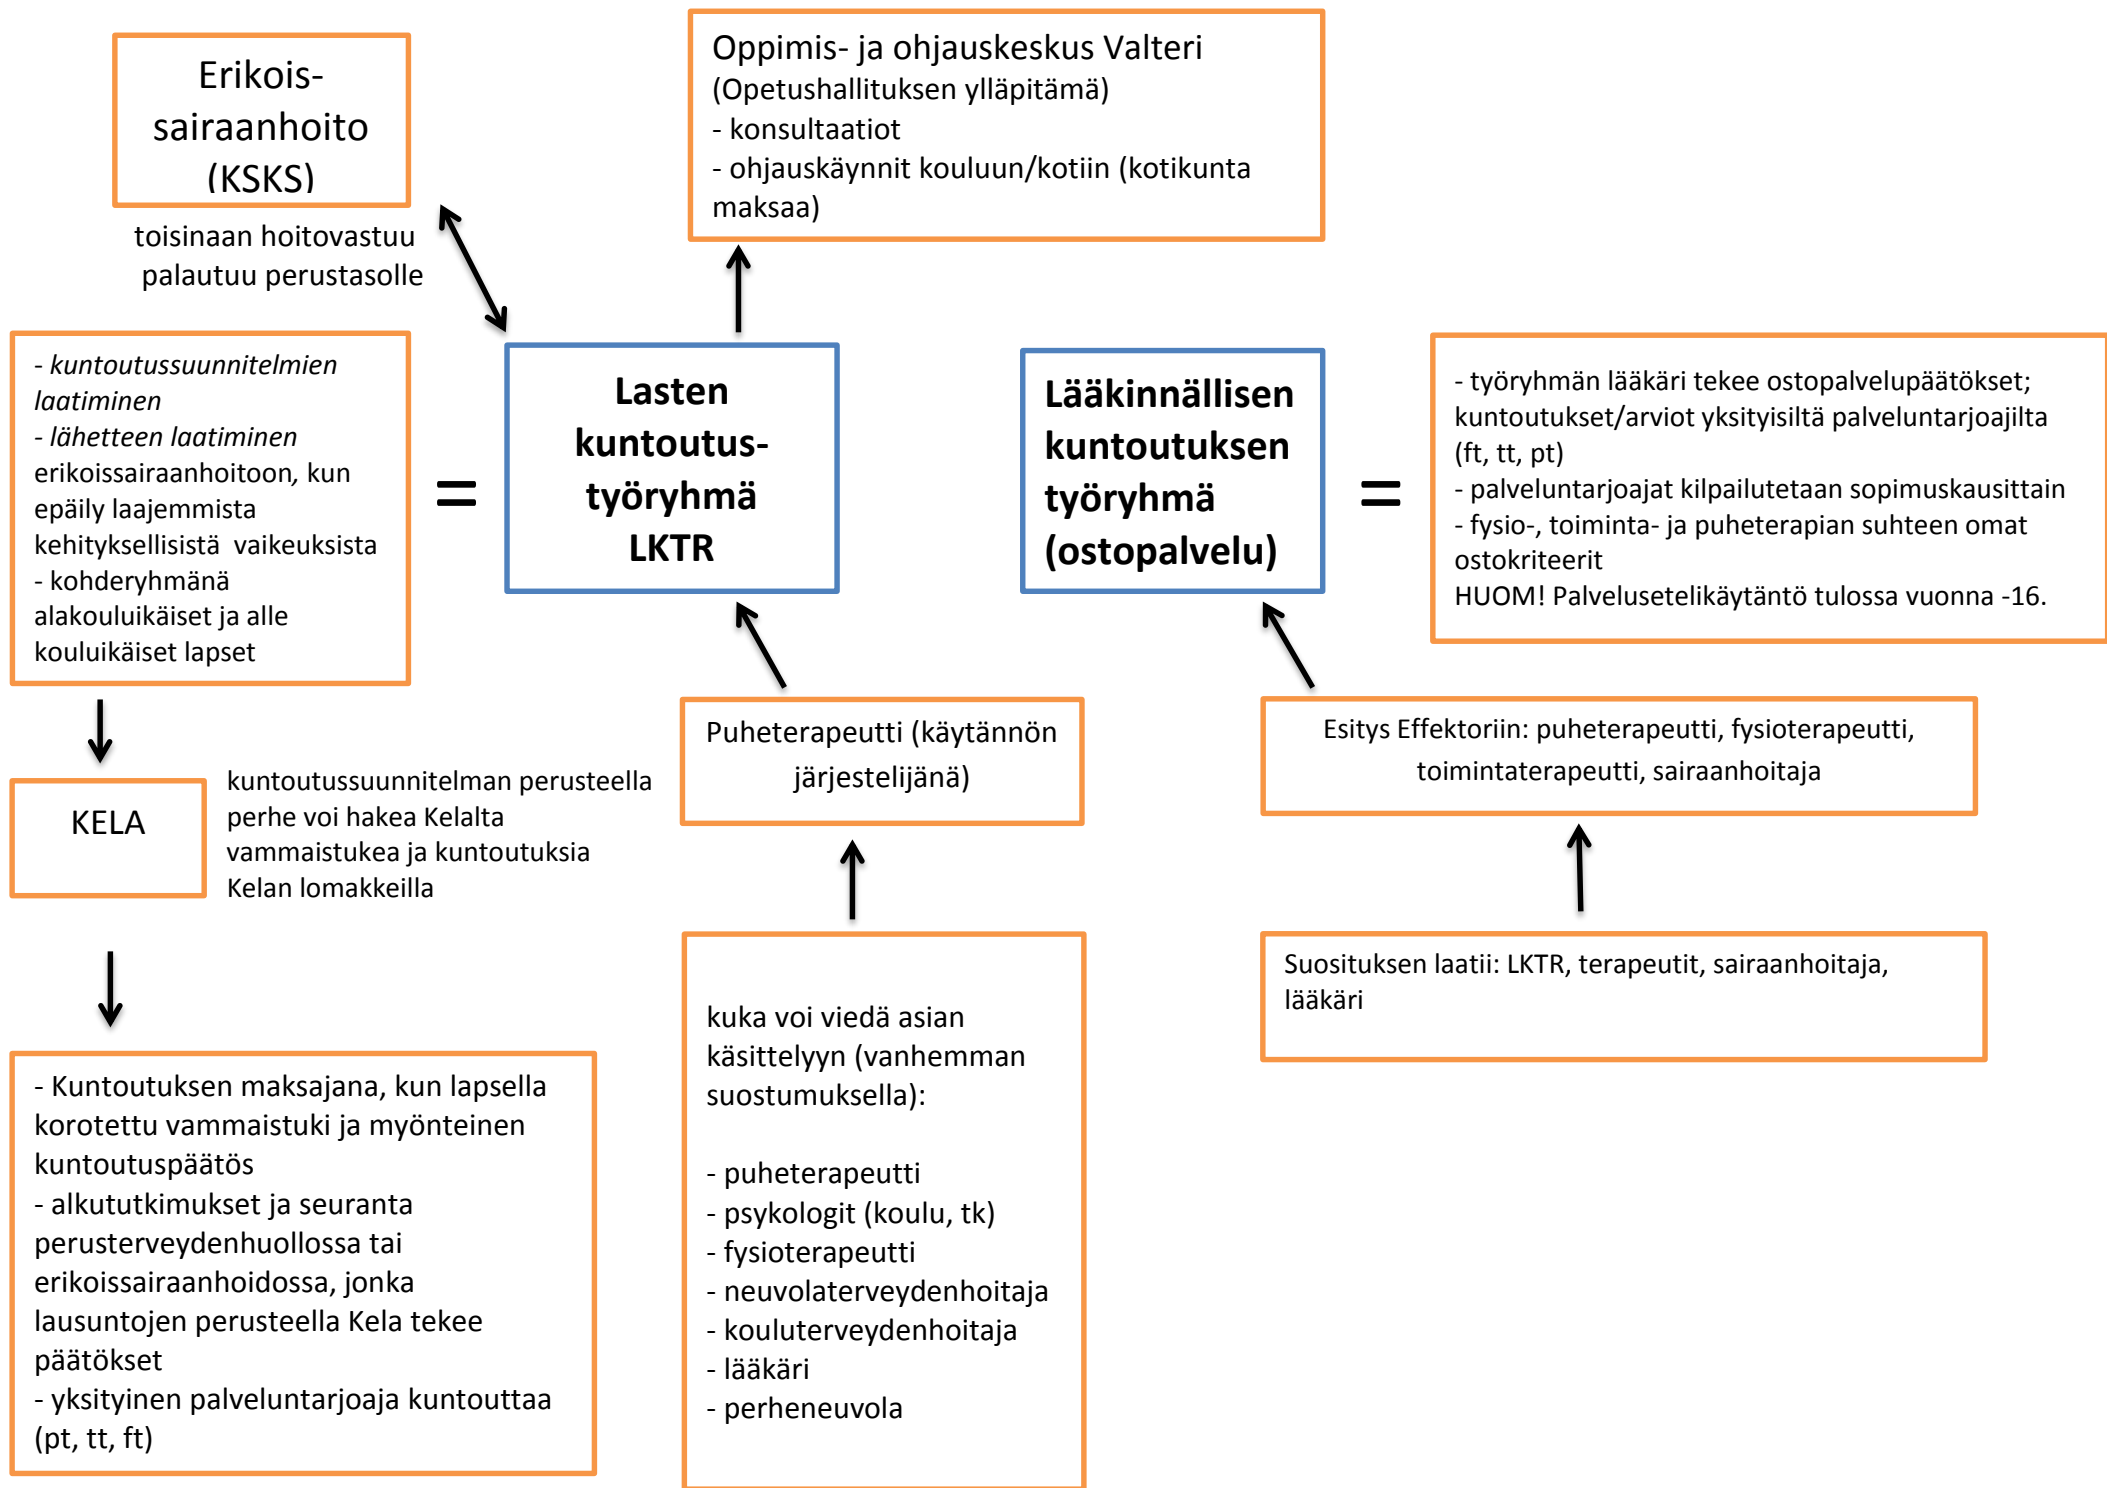 Erikois-
sairaanhoito
(KSKS)
toisinaan hoitovastuu
palautuu perustasolle
Oppimis- ja ohjauskeskus Valteri
(Opetushallituksen ylläpitämä)
- konsultaatiot
- ohjauskäynnit kouluun/kotiin (kotikunta
maksaa)
- kuntoutussuunnitelmien
laatiminen
- lähetteen laatiminen
erikoissairaanhoitoon, kun
epäily laajemmista
kehityksellisistä vaikeuksista
- kohderyhmänä
alakouluikäiset ja alle
kouluikäiset lapset
=
Lasten
kuntoutus-
työryhmä
LKTR
Lääkinnällisen
kuntoutuksen
työryhmä
(ostopalvelu)
=
- työryhmän lääkäri tekee ostopalvelupäätökset;
kuntoutukset/arviot yksityisiltä palveluntarjoajilta
(ft, tt, pt)
- palveluntarjoajat kilpailutetaan sopimuskausittain
- fysio-, toiminta- ja puheterapian suhteen omat
ostokriteerit
HUOM! Palvelusetelikäytäntö tulossa vuonna -16.
KELA
kuntoutussuunnitelman perusteella
perhe voi hakea Kelalta
vammaistukea ja kuntoutuksia
Kelan lomakkeilla
Puheterapeutti (käytännön
järjestelijänä)
Esitys Effektoriin: puheterapeutti, fysioterapeutti,
toimintaterapeutti, sairaanhoitaja
- Kuntoutuksen maksajana, kun lapsella
korotettu vammaistuki ja myönteinen
kuntoutuspäätös
- alkututkimukset ja seuranta
perusterveydenhuollossa tai
erikoissairaanhoidossa, jonka
lausuntojen perusteella Kela tekee
päätökset
- yksityinen palveluntarjoaja kuntouttaa
(pt, tt, ft)
kuka voi viedä asian
käsittelyyn (vanhemman
suostumuksella):
- puheterapeutti
- psykologit (koulu, tk)
- fysioterapeutti
- neuvolaterveydenhoitaja
- kouluterveydenhoitaja
- lääkäri
- perheneuvola
Suosituksen laatii: LKTR, terapeutit, sairaanhoitaja,
lääkäri